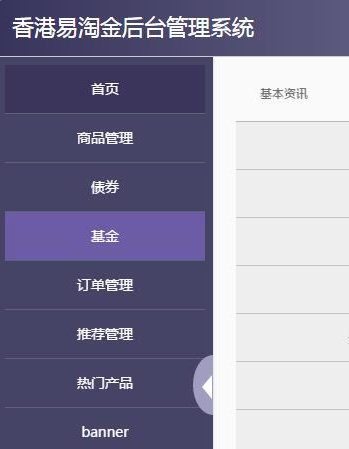 香港易淘金后台管理系统
首页
基本资讯
商品管理
债券
基金
订单管理
推荐管理
热门产品
banner